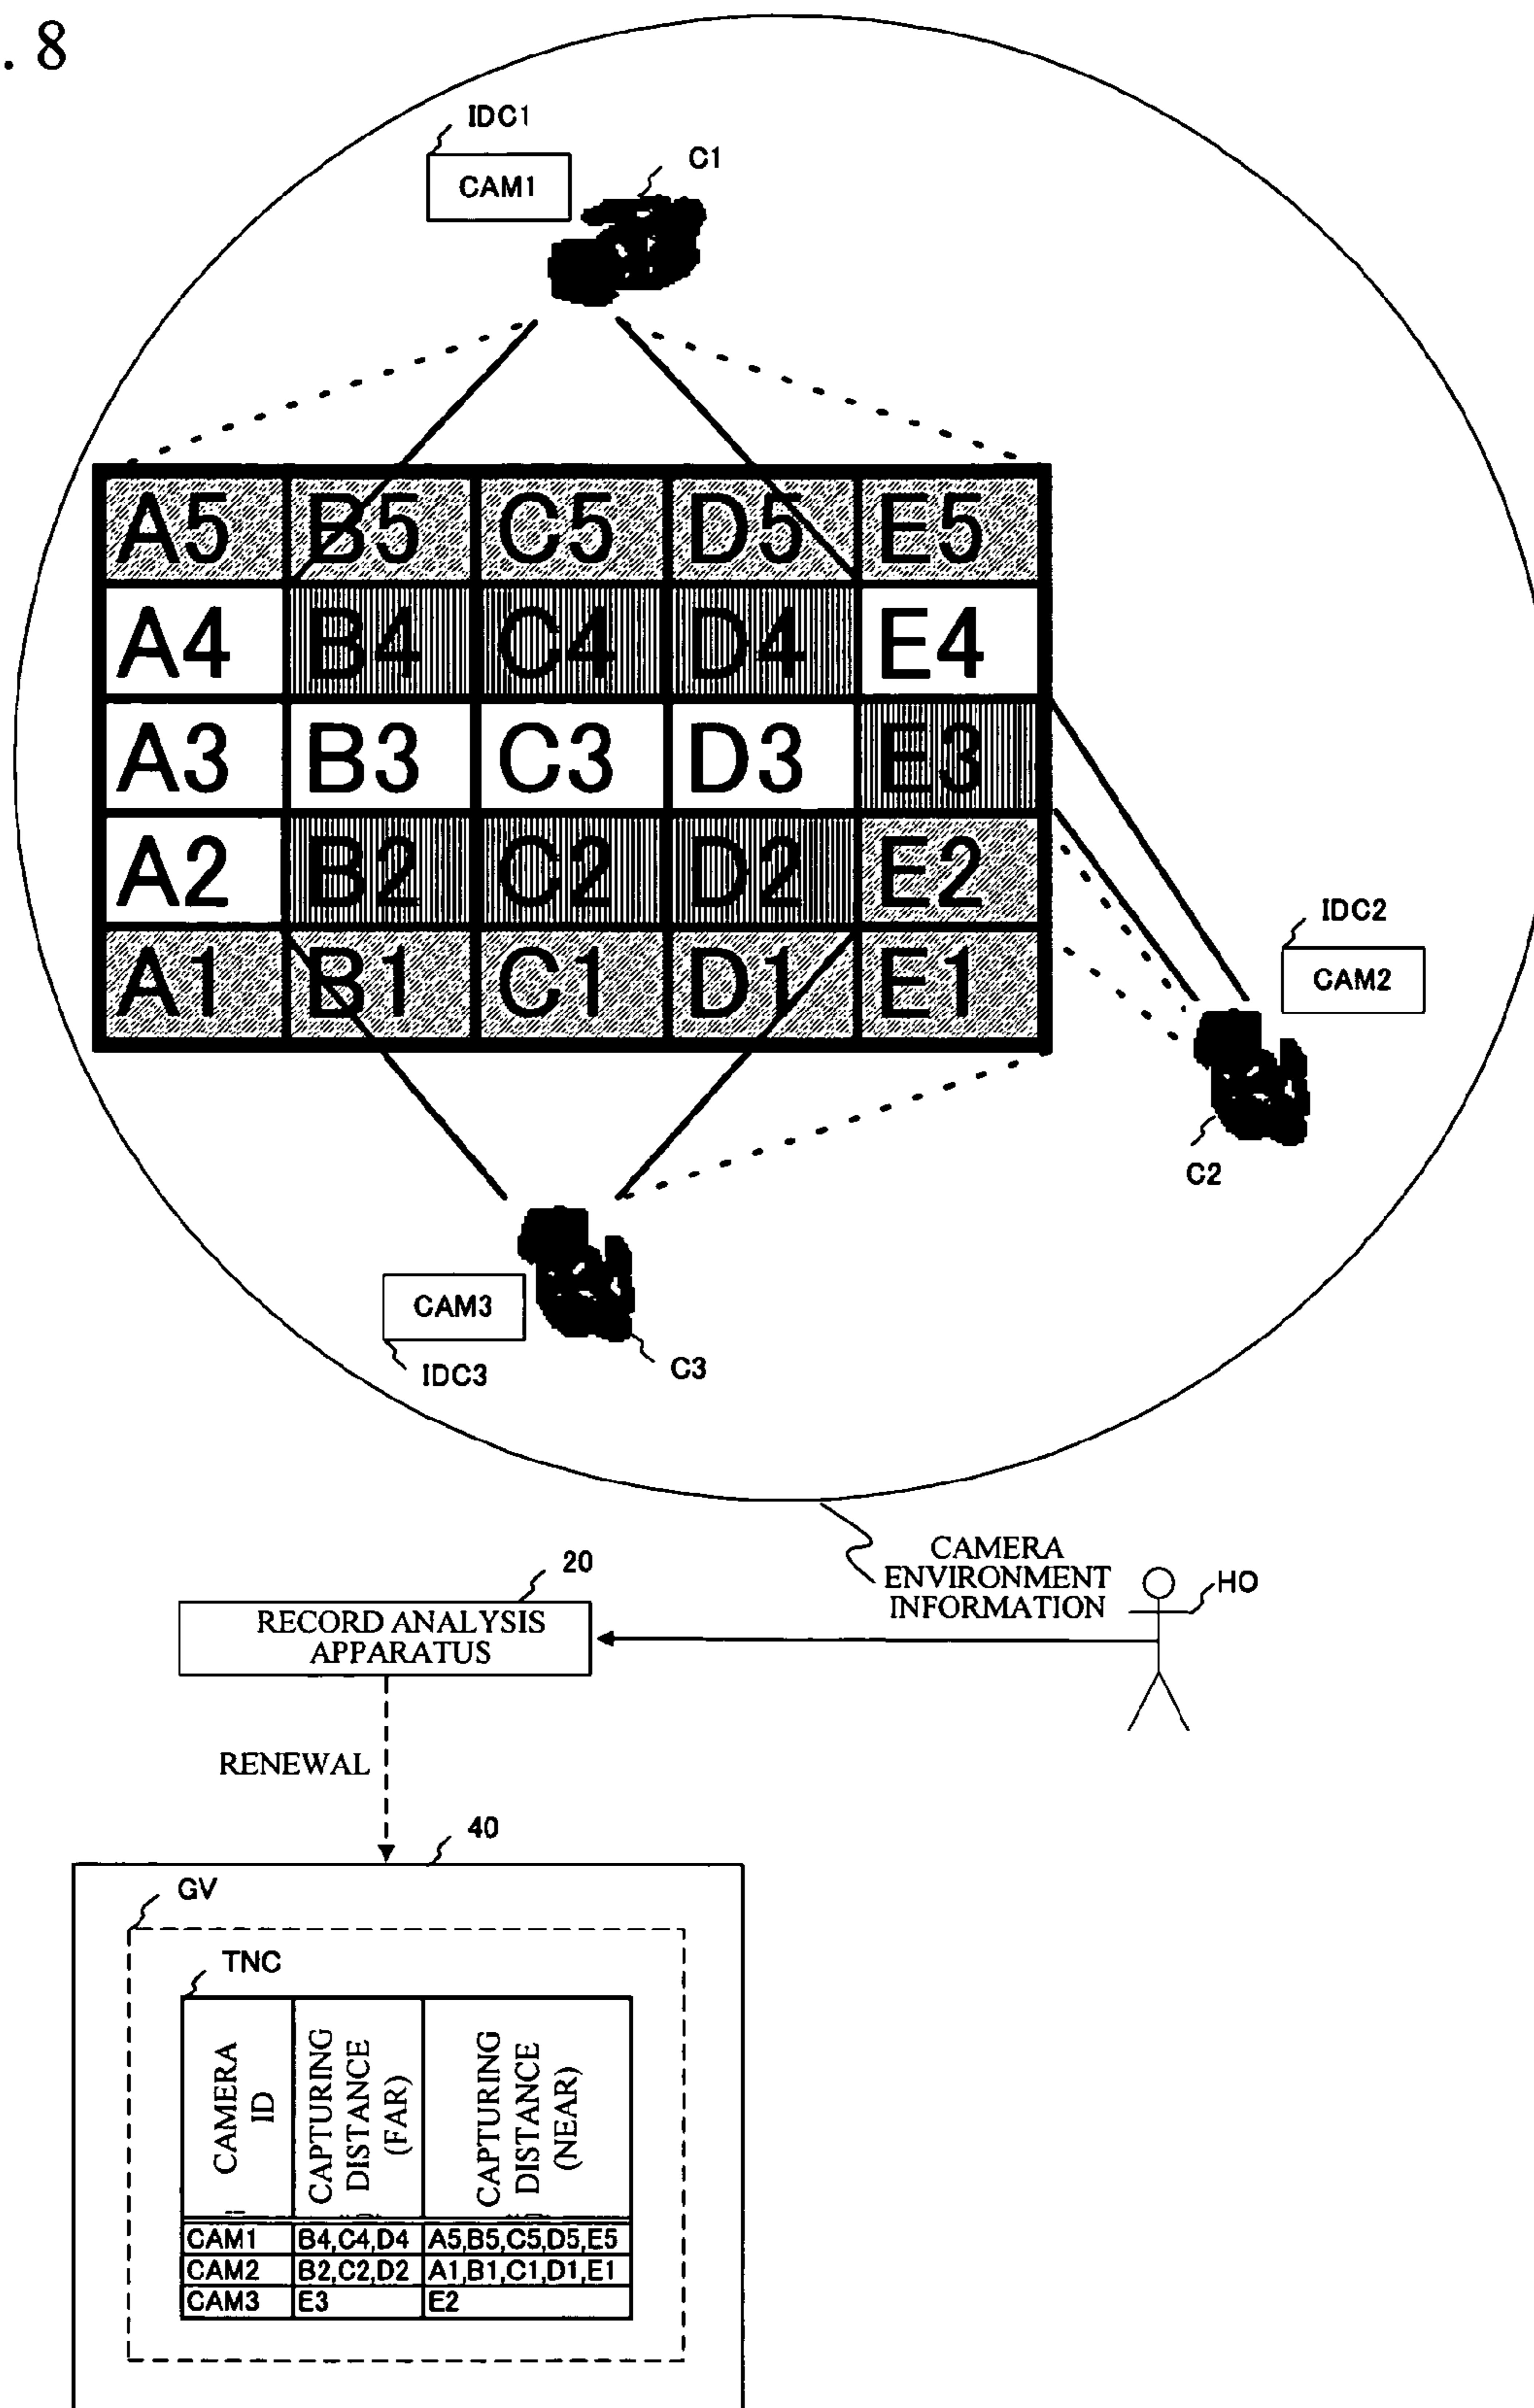 . 8
IDC1
CAM1
C1
A5 B5 C5 D5 E5
A4 B4 C4 D4 E4
A3 B3 C3 D3 E3
A2 B2 C2 D2 E2
A1 B1 C1 D1 E1
IDC2
CAM2
C2
CAM3
IDC3
C3
CAMERA
ENVIRONMENT
INFORMATION
HO
20
RECORD ANALYSIS
APPARATUS
RENEWAL
40
GV
TNC
CAMERA
ID
CAPTURING
DISTANCE
(FAR)
CAPTURING
DISTANCE
(NEAR)
CAM1 B4,C4,D4 A5,B5,C5,D5,E5
CAM2 B2,C2,D2 A1,B1,C1,D1,E1
CAM3 E3 E2